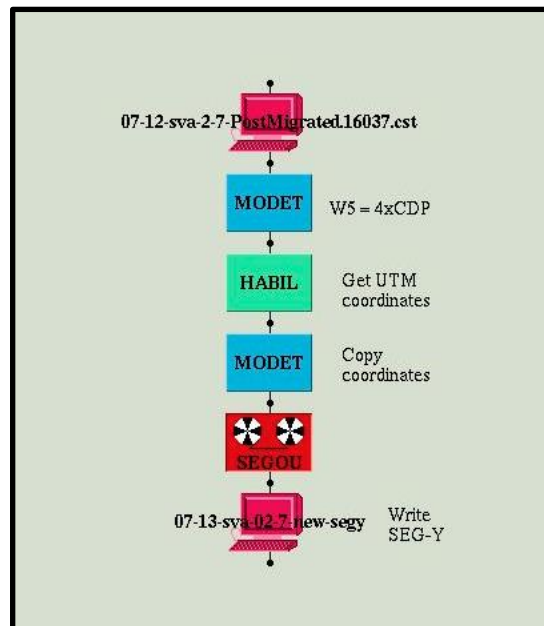 07-12-sva-2-7-PostMigrated.16037.cst
MODET
W5 = 4xCDP
HABIL
Get UTM
coordinates
MODET
Copy
coordinates
SEGOU
07-13-sva-02-7-new-segy
Write
SEG-Y